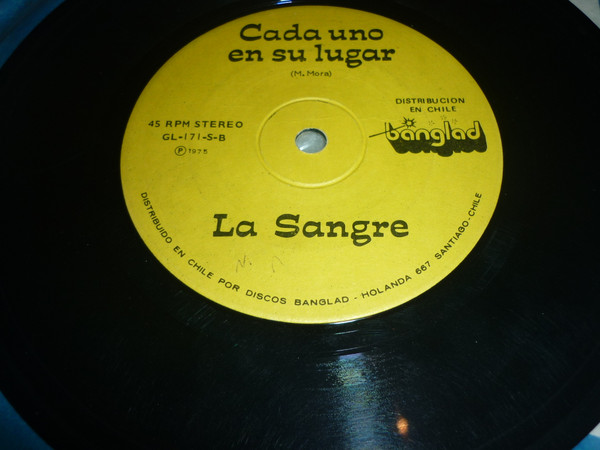 Cada uno
en su lugar
(M. Mora)
45 RPM STEREO
GL-171-S-B
Ⓟ 1975
DISTRIBUCION
EN CHILE
banglad
La Sangre
DISTRIBUIDO EN CHILE POR DISCOS BANGLAD - HOLANDA 667 SANTIAGO-CHILE